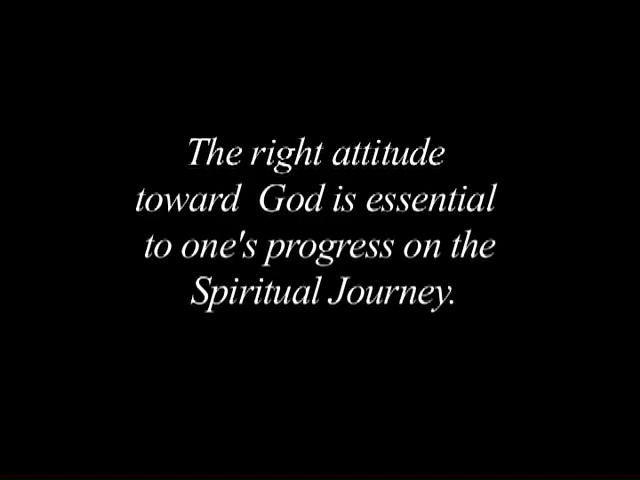 The right attitude
toward God is essential
to one's progress on the
Spiritual Journey.